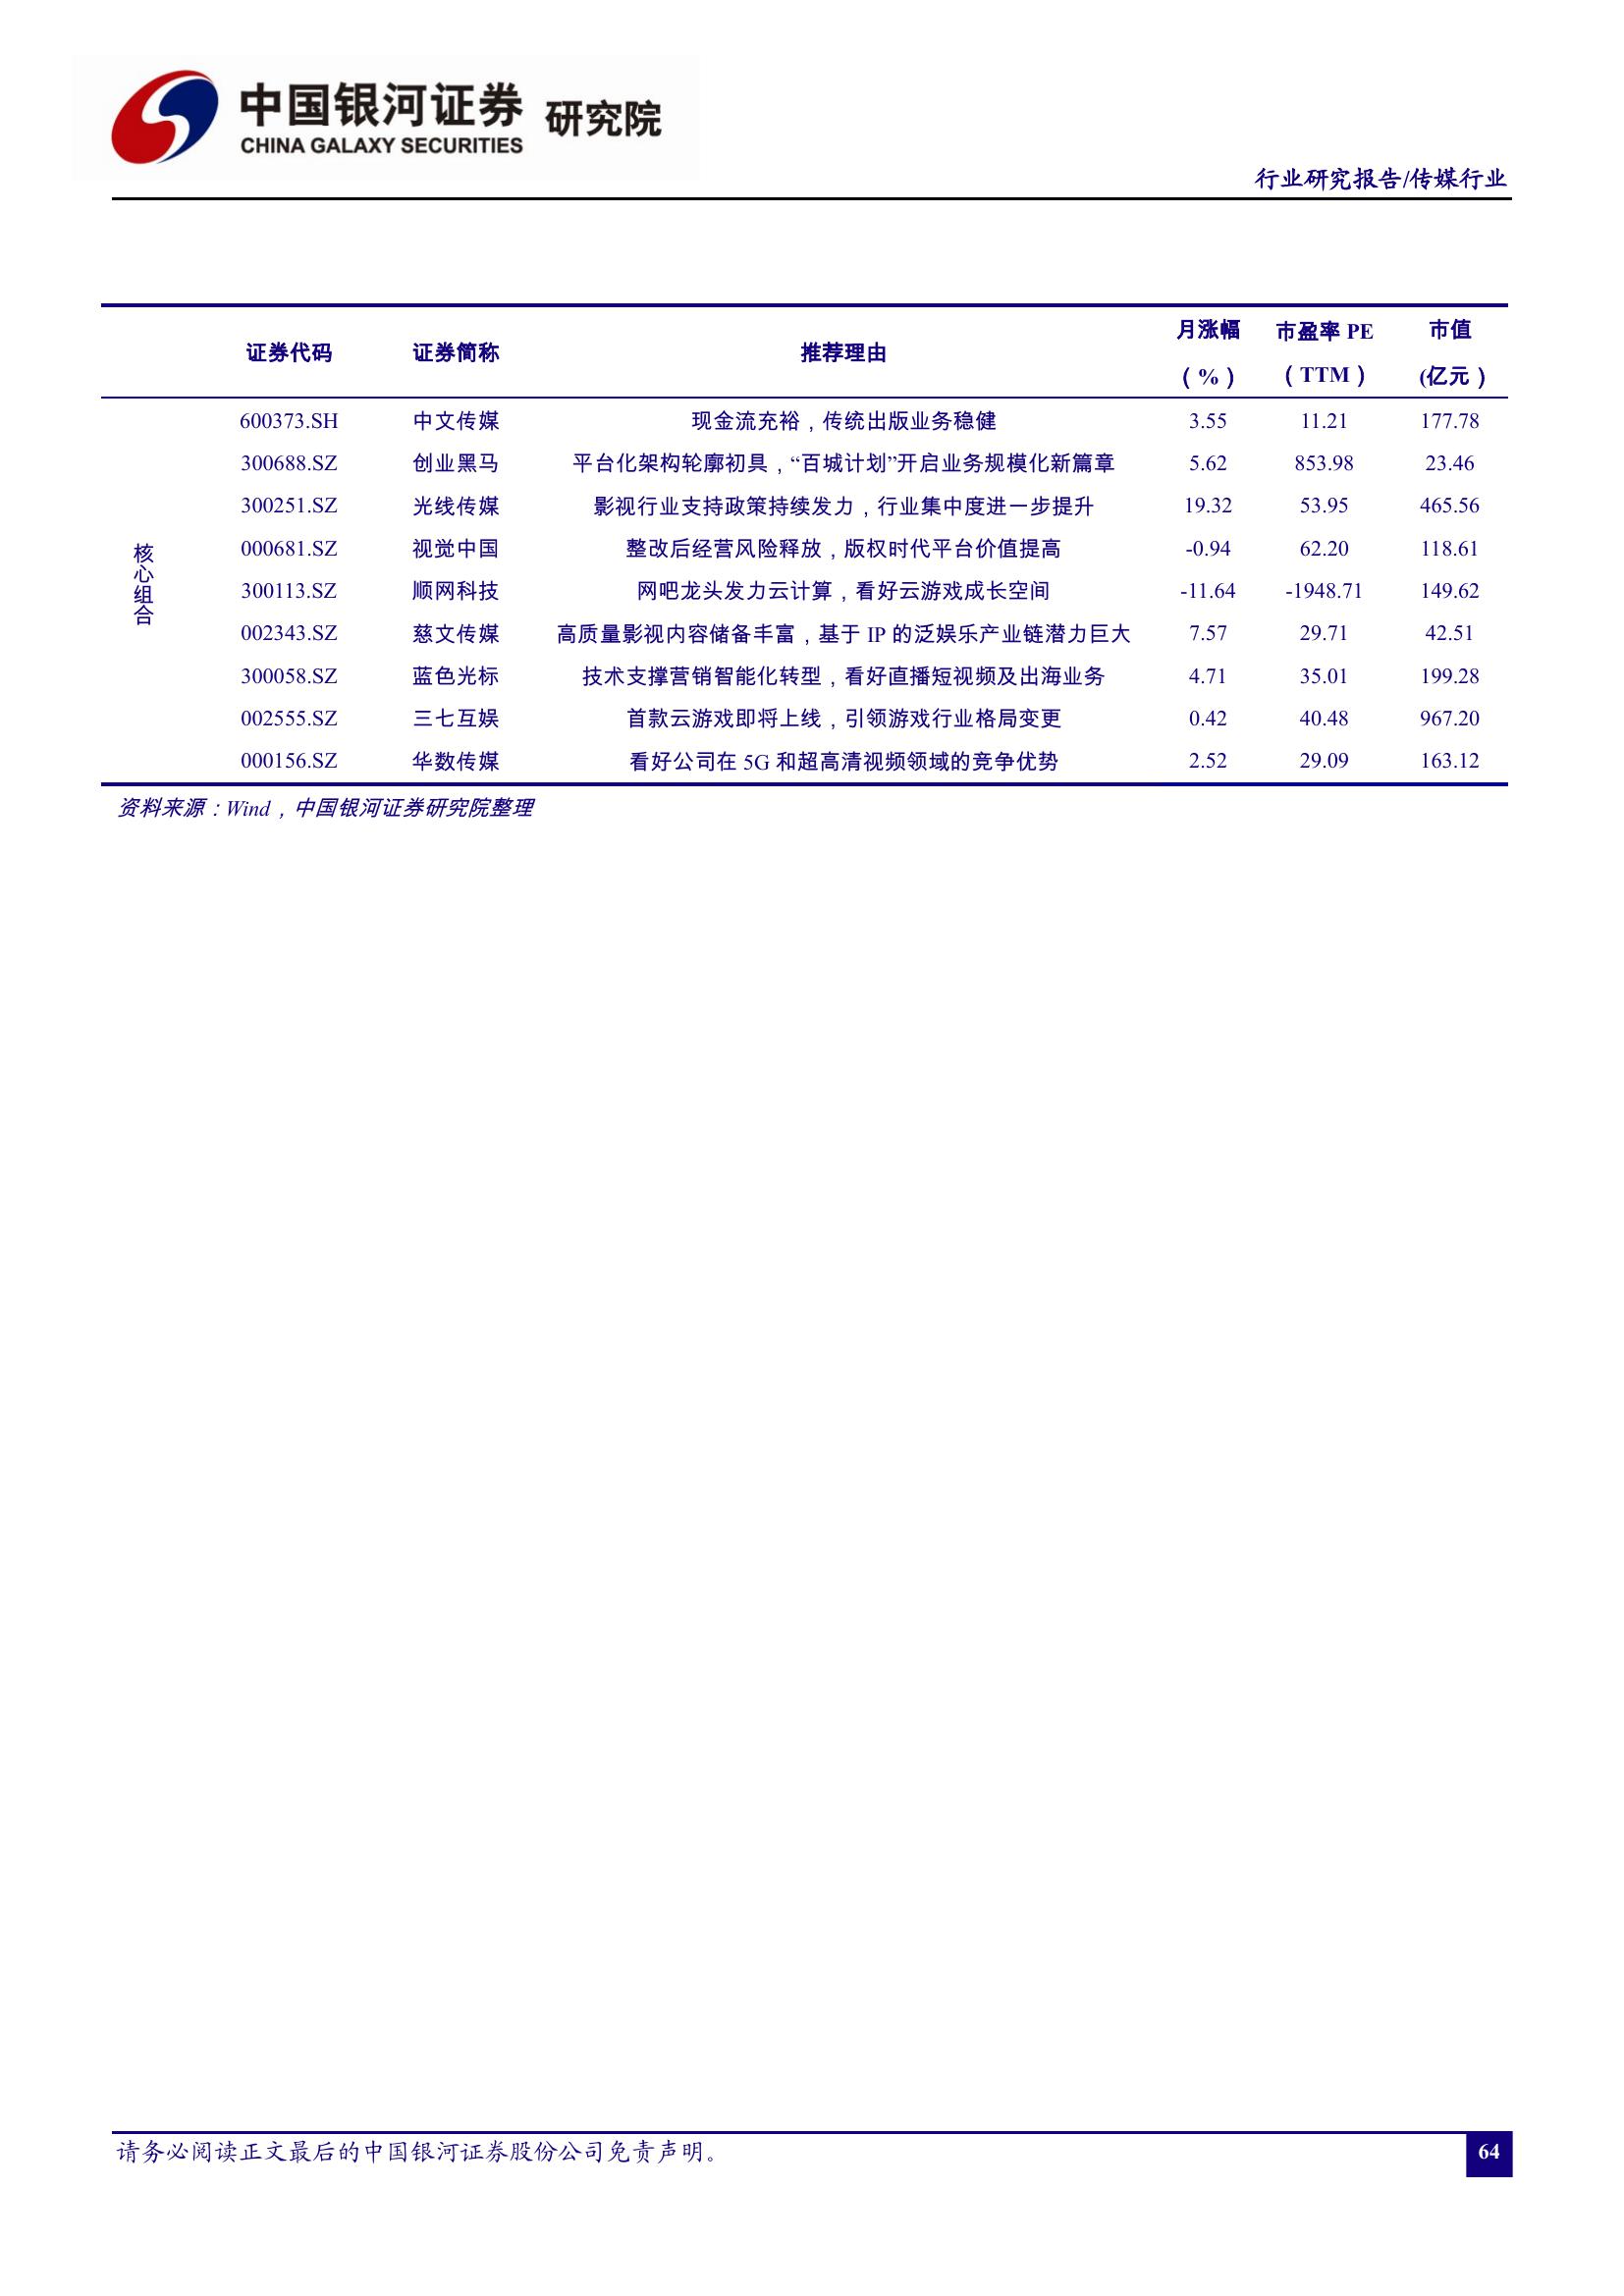 中国银河证券 研究院
CHINA GALAXY SECURITIES
行业研究报告/传媒行业
证券代码 证券简称 推荐理由 月涨幅（%） 市盈率 PE（TTM） 市值(亿元）
核心组合
600373.SH 中文传媒 现金流充裕，传统出版业务稳健 3.55 11.21 177.78
300688.SZ 创业黑马 平台化架构轮廓初具，“百城计划”开启业务规模化新篇章 5.62 853.98 23.46
300251.SZ 光线传媒 影视行业支持政策持续发力，行业集中度进一步提升 19.32 53.95 465.56
000681.SZ 视觉中国 整改后经营风险释放，版权时代平台价值提高 -0.94 62.20 118.61
300113.SZ 顺网科技 网吧龙头发力云计算，看好云游戏成长空间 -11.64 -1948.71 149.62
002343.SZ 慈文传媒 高质量影视内容储备丰富，基于 IP 的泛娱乐产业链潜力巨大 7.57 29.71 42.51
300058.SZ 蓝色光标 技术支撑营销智能化转型，看好直播短视频及出海业务 4.71 35.01 199.28
002555.SZ 三七互娱 首款云游戏即将上线，引领游戏行业格局变更 0.42 40.48 967.20
000156.SZ 华数传媒 看好公司在 5G 和超高清视频领域的竞争优势 2.52 29.09 163.12
资料来源：Wind，中国银河证券研究院整理
请务必阅读正文最后的中国银河证券股份公司免责声明。
64